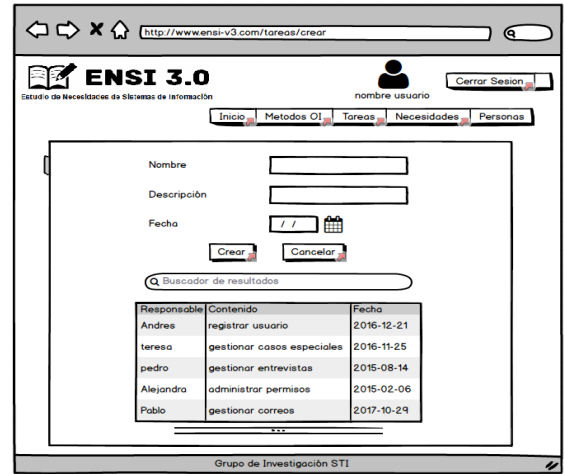 http://www.ensi-v3.com/tareas/crear
ENSI 3.0
Estudio de Necesidades de Sistemas de Información
nombre usuario
Cerrar Sesion
Inicio Metodos OI Tareas Necesidades Personas
Nombre
Descripción
Fecha / /
Crear Cancelar
Buscador de resultados
Responsable Contenido Fecha
Andres registrar usuario 2016-12-21
teresa gestionar casos especiales 2016-11-25
pedro gestionar entrevistas 2015-08-14
Alejandra administrar permisos 2015-02-06
Pablo gestionar correos 2017-10-29
Grupo de Investigación STI